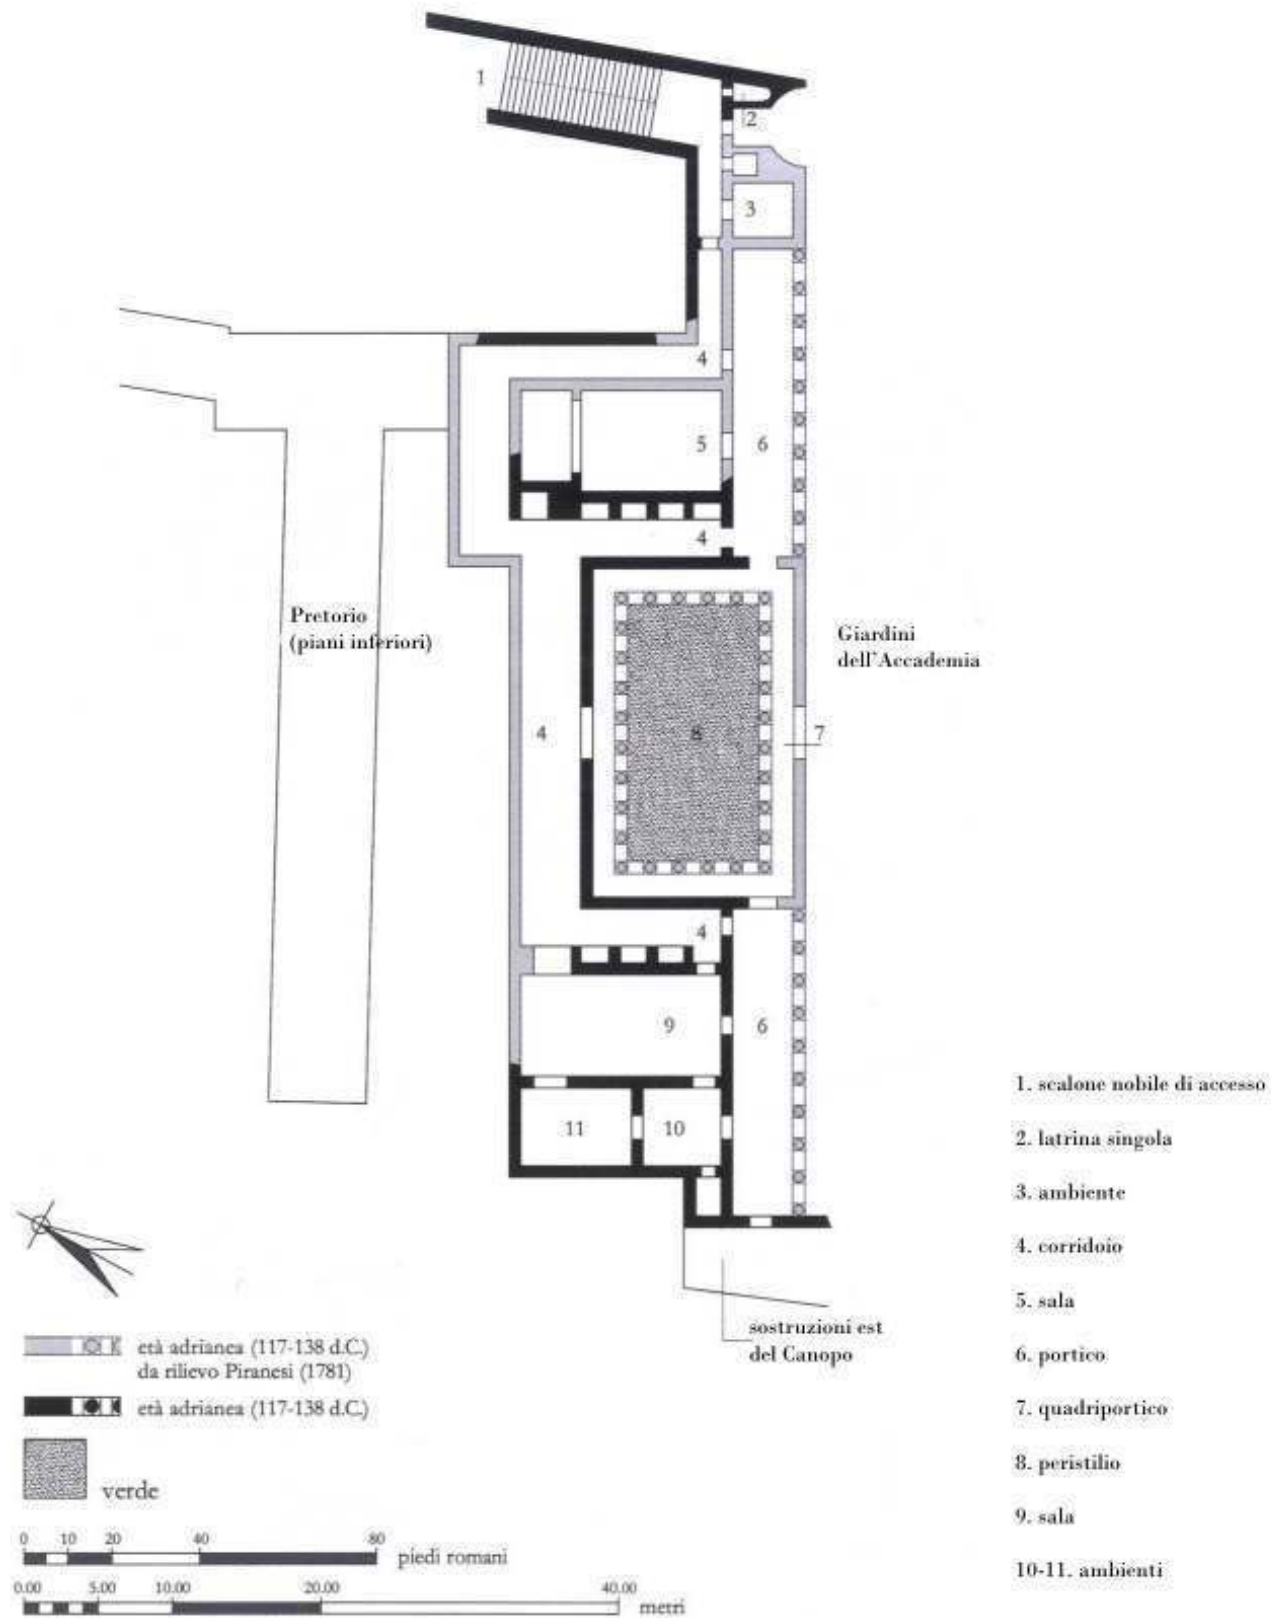 1
2
3
4
5
6
4
Pretorio
(piani inferiori)
Giardini
dell'Accademia
4
8
7
4
9
6
11
10
1. scalone nobile di accesso
2. latrina singola
3. ambiente
4. corridoio
5. sala
6. portico
7. quadriportico
8. peristilio
9. sala
10-11. ambienti
sostruzioni est
del Canopo
età adrianea (117-138 d.C.)
da rilievo Piranesi (1781)
età adrianea (117-138 d.C.)
verde
0 10 20 40 80 piedi romani
0.00 5.00 10.00 20.00 40.00 metri